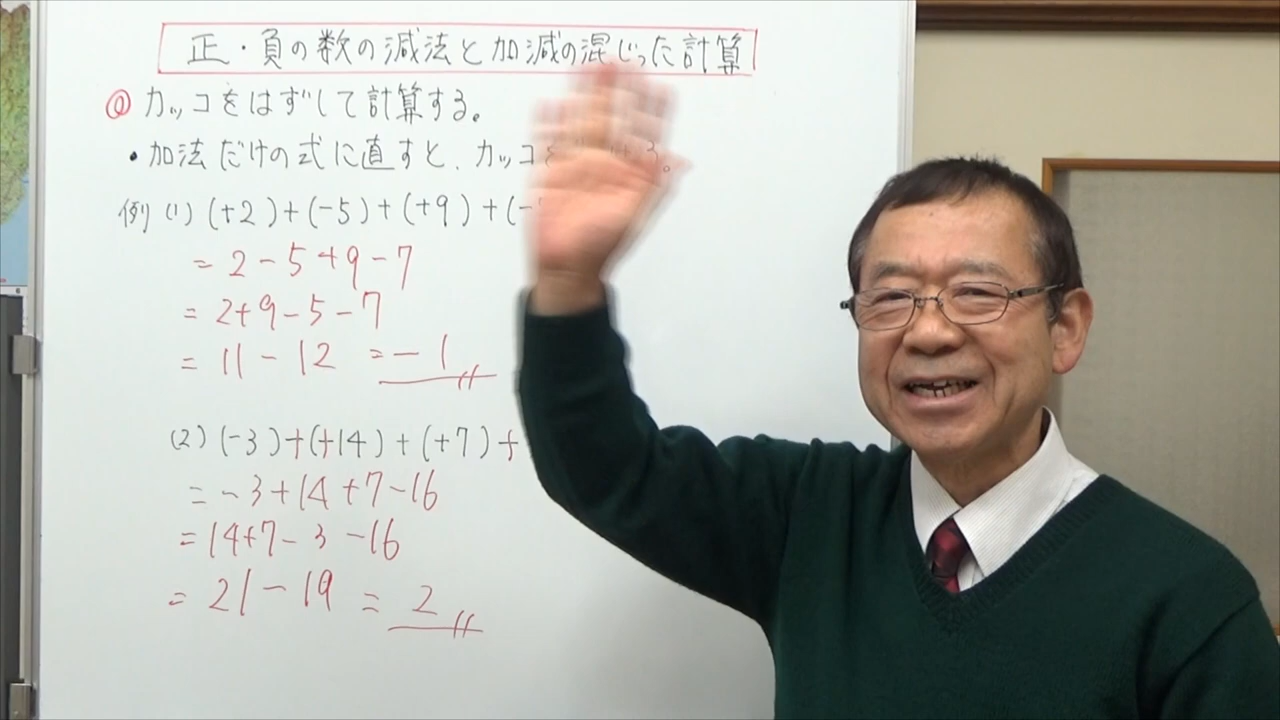 正・負の数の減法と加減の混じった計算
◎ カッコをはずして計算する。
・加法だけの式に直すと、カッコを
例 (1) (+2)+(-5)+(+9)+(-
= 2-5+9-7
= 2+9-5-7
= 11-12 =-1
(2) (-3)+(+14)+(+7)+
= -3+14+7-16
= 14+7-3-16
= 21-19 = 2